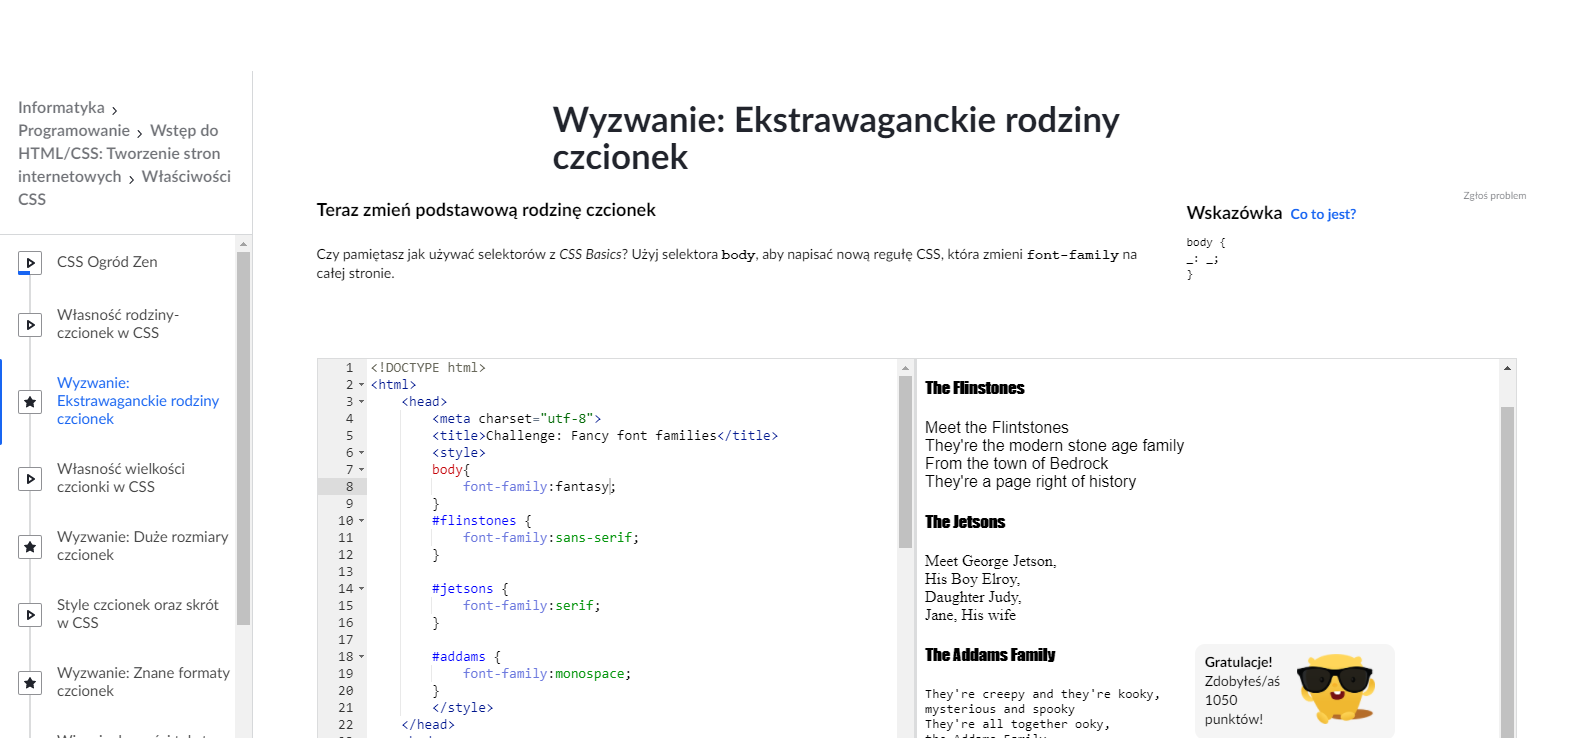 Informatyka >
Programowanie > Wstęp do
HTML/CSS: Tworzenie stron
internetowych > Właściwości
CSS
CSS Ogród Zen
Własność rodziny-
czcionek w CSS
Wyzwanie:
Ekstrawaganckie rodziny
czcionek
Własność wielkości
czcionki w CSS
Wyzwanie: Duże rozmiary
czcionek
Style czcionek oraz skrót
w CSS
Wyzwanie: Znane formaty
czcionek
Wyzwanie: Ekstrawaganckie rodziny
czcionek
Zgłoś problem
Teraz zmień podstawową rodzinę czcionek
Czy pamiętasz jak używać selektorów z CSS Basics? Użyj selektora body, aby napisać nową regułę CSS, która zmieni font-family na
całej stronie.
Wskazówka Co to jest?
body {
_: _;
}
1 <!DOCTYPE html>
2 <html>
3 <head>
4 <meta charset="utf-8">
5 <title>Challenge: Fancy font families</title>
6 <style>
7 body{
8 font-family:fantasy;
9 }
10 #flinstones {
11 font-family:sans-serif;
12 }
13
14 #jetsons {
15 font-family:serif;
16 }
17
18 #addams {
19 font-family:monospace;
20 }
21 </style>
22 </head>
The Flinstones
Meet the Flintstones
They're the modern stone age family
From the town of Bedrock
They're a page right of history
The Jetsons
Meet George Jetson,
His Boy Elroy,
Daughter Judy,
Jane, His wife
The Addams Family
They're creepy and they're kooky,
mysterious and spooky
They're all together ooky,
the Addams Family
Gratulacje!
Zdobyłeś/aś
1050
punktów!